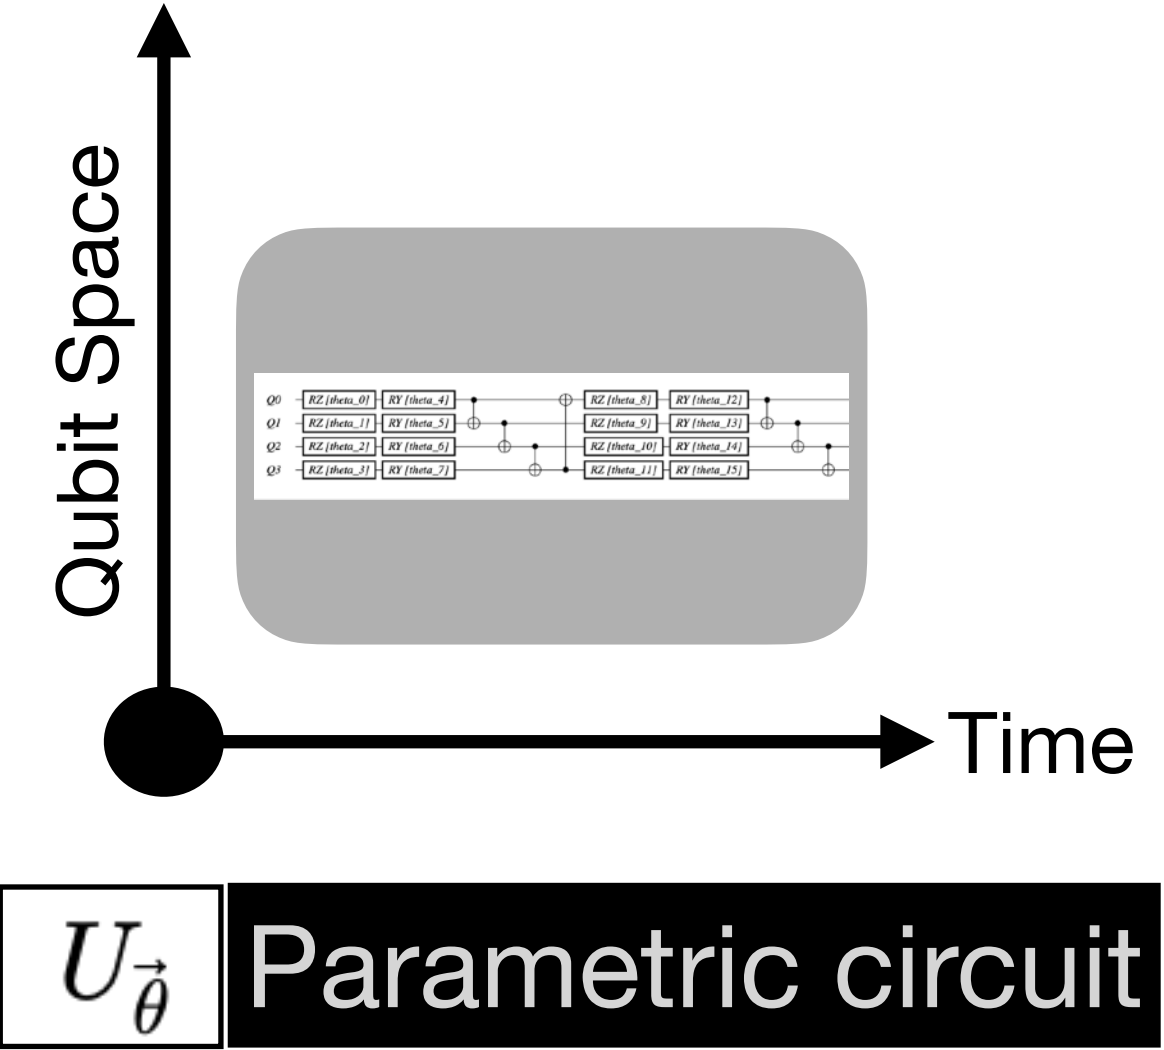 Qubit Space
Q0 RZ [theta_0] RY [theta_4] RZ [theta_8] RY [theta_12]
Q1 RZ [theta_1] RY [theta_5] RZ [theta_9] RY [theta_13]
Q2 RZ [theta_2] RY [theta_6] RZ [theta_10] RY [theta_14]
Q3 RZ [theta_3] RY [theta_7] RZ [theta_11] RY [theta_15]
Time
U_{\vec{θ}} Parametric circuit